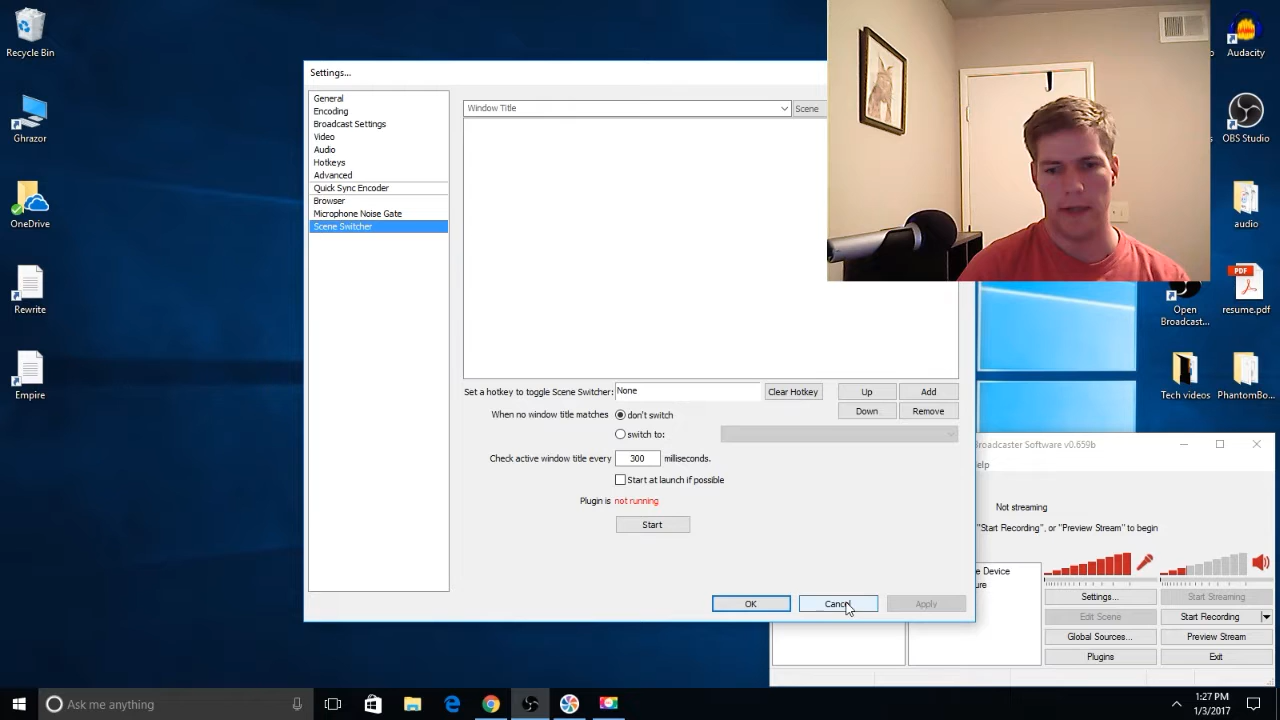 Recycle Bin
Ghrazor
OneDrive
Rewrite
Empire
Settings...
General
Encoding
Broadcast Settings
Video
Audio
Hotkeys
Advanced
Quick Sync Encoder
Browser
Microphone Noise Gate
Scene Switcher
Window Title
Scene
Set a hotkey to toggle Scene Switcher:
None
Clear Hotkey
Up
Add
Down
Remove
When no window title matches
don't switch
switch to:
Check active window title every
300
milliseconds.
Start at launch if possible
Plugin is
not running
Start
OK
Cancel
Apply
Audacity
OBS Studio
audio
Open
Broadcast...
PDF
resume.pdf
Tech videos
PhantomBo...
roadcaster Software v0.659b
elp
Not streaming
"Start Recording", or "Preview Stream" to begin
e Device
ure
Settings...
Start Streaming
Edit Scene
Start Recording
Global Sources...
Preview Stream
Plugins
Exit
Ask me anything
1:27 PM
1/3/2017